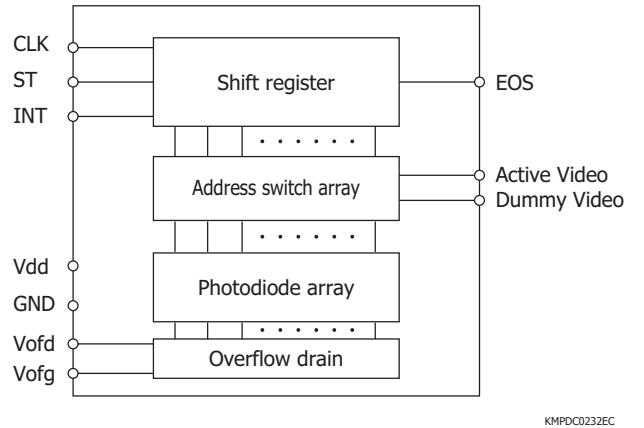 CLK
ST
INT
Shift register
EOS
Address switch array
Active Video
Dummy Video
Vdd
GND
Photodiode array
Vofd
Vofg
Overflow drain
KMPDC0232EC